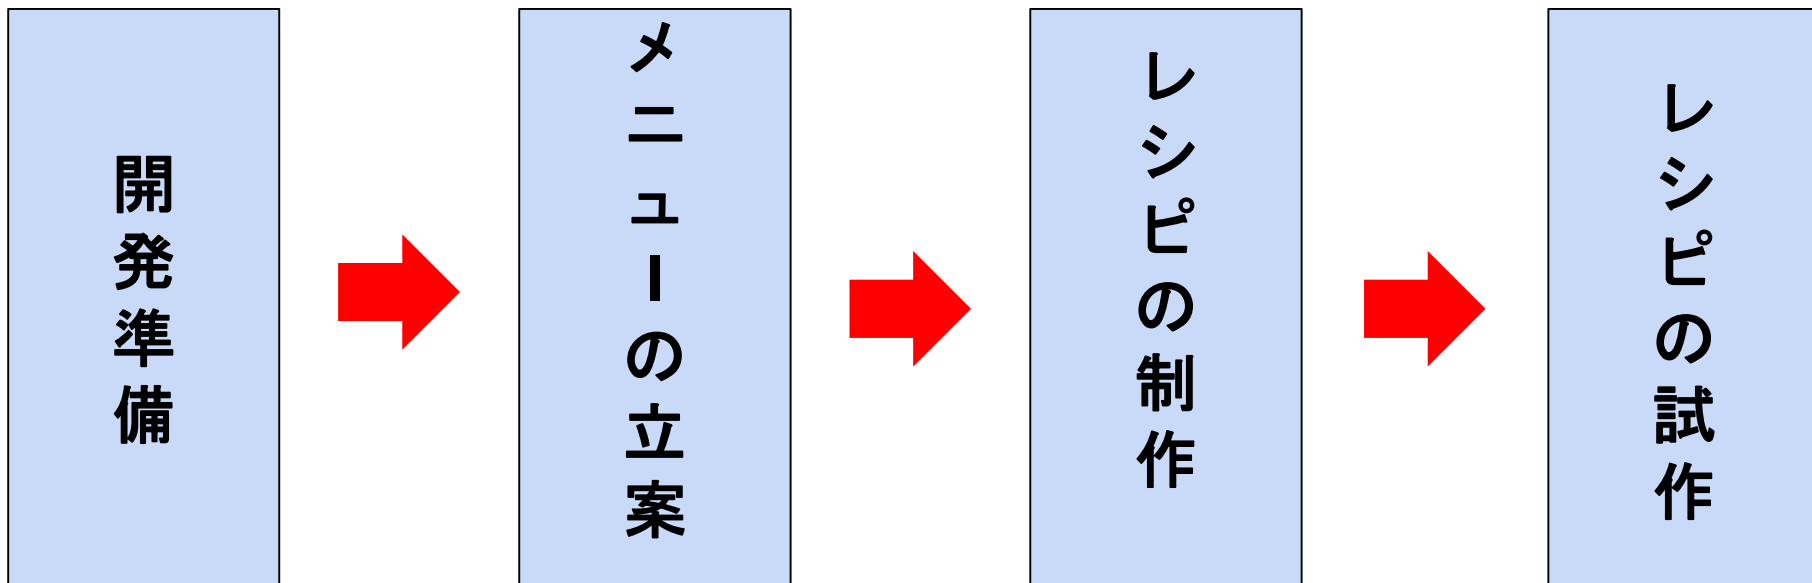 開発準備
メニューの立案
レシピの制作
レシピの試作